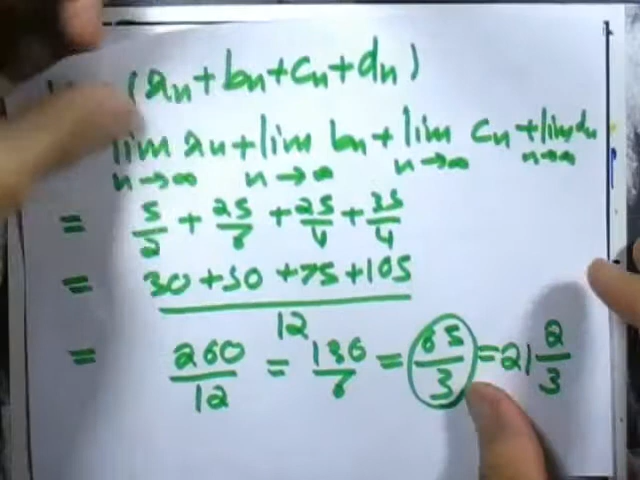 (an+bn+cn+dn)
lim n→∞ an + lim n→∞ bn + lim n→∞ cn + lim n→∞ dn
= 5/2 + 25/6 + 25/4 + 35/4
= (30+50+75+105)/12
= 260/12 = 130/6 = 65/3 = 21 2/3